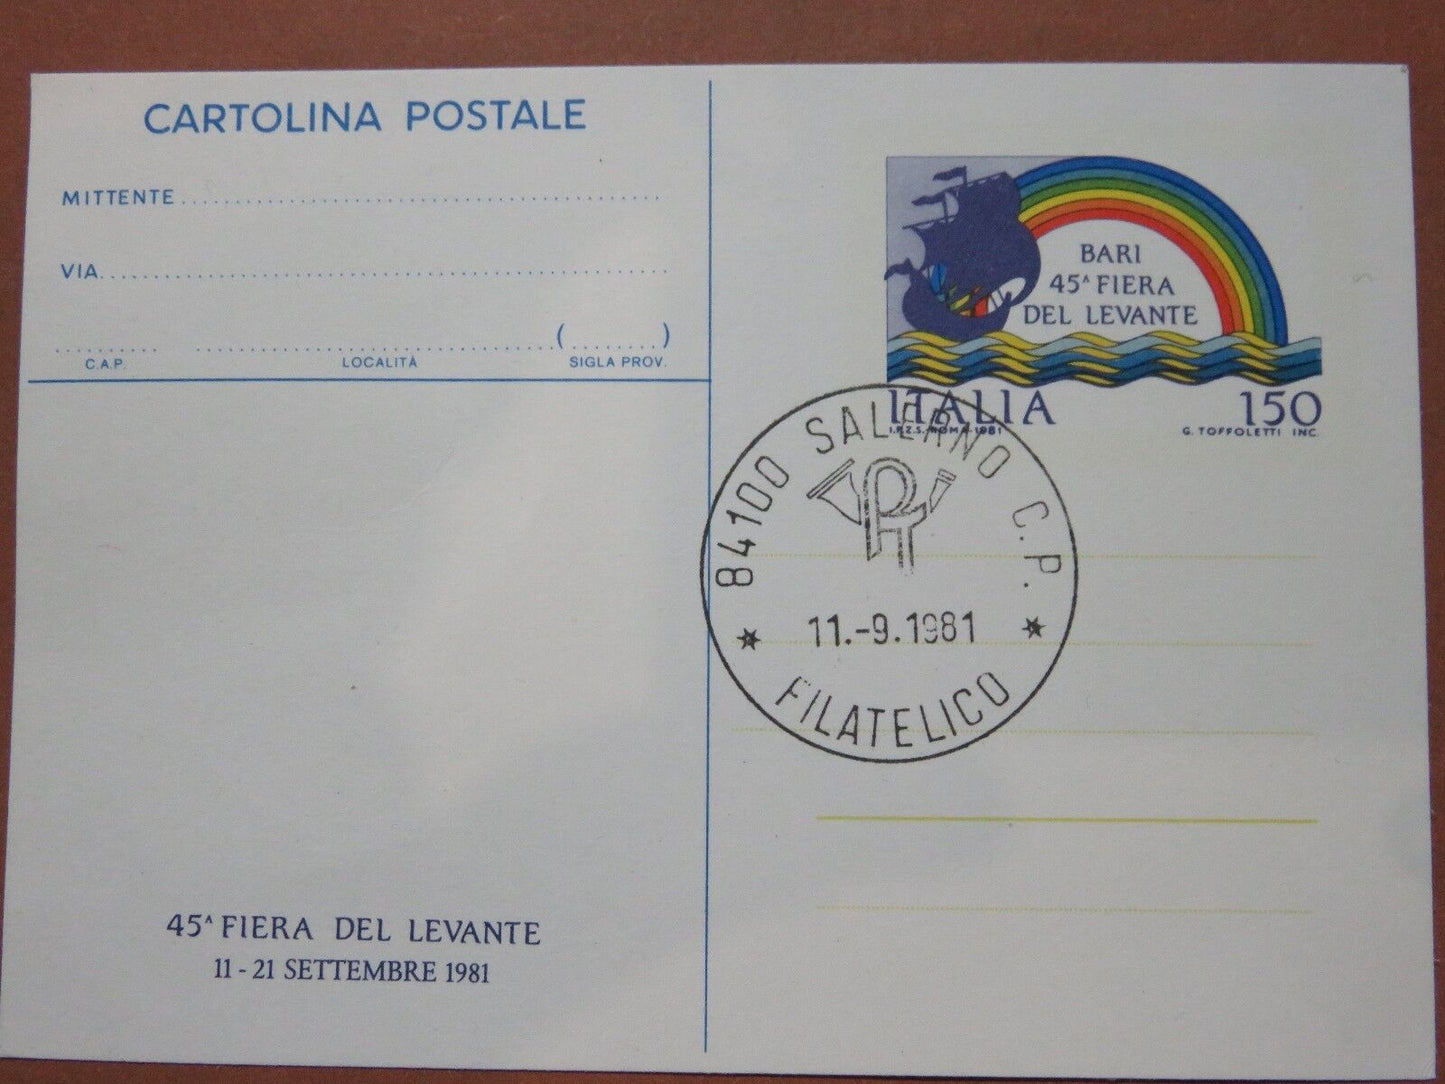 CARTOLINA POSTALE
MITTENTE
VIA
( )
C.A.P. LOCALITÀ SIGLA PROV.
45ᴬ FIERA DEL LEVANTE
11 - 21 SETTEMBRE 1981
BARI
45ᴬ FIERA
DEL LEVANTE
ITALIA 150
I.P.Z.S. ROMA 1981 G. TOFFOLETTI INC.
84100 SALERNO C.P.
PT
11.-9.1981
FILATELICO